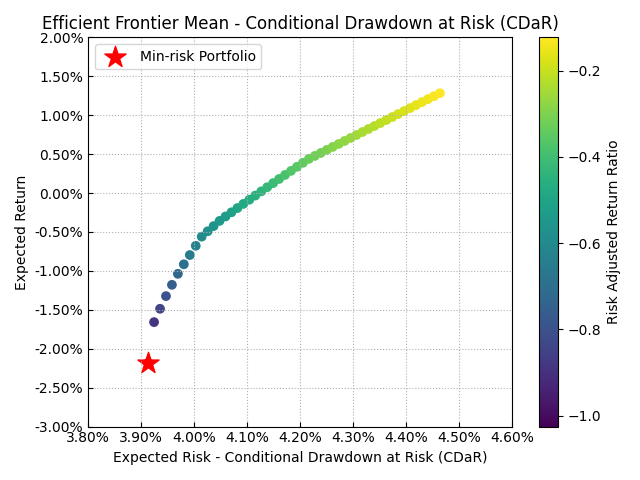 Efficient Frontier Mean - Conditional Drawdown at Risk (CDaR)
2.00%
1.50%
1.00%
0.50%
0.00%
-0.50%
-1.00%
-1.50%
-2.00%
-2.50%
-3.00%
Expected Return
Min-risk Portfolio
3.80% 3.90% 4.00% 4.10% 4.20% 4.30% 4.40% 4.50% 4.60%
Expected Risk - Conditional Drawdown at Risk (CDaR)
−0.2
−0.4
−0.6
−0.8
−1.0
Risk Adjusted Return Ratio